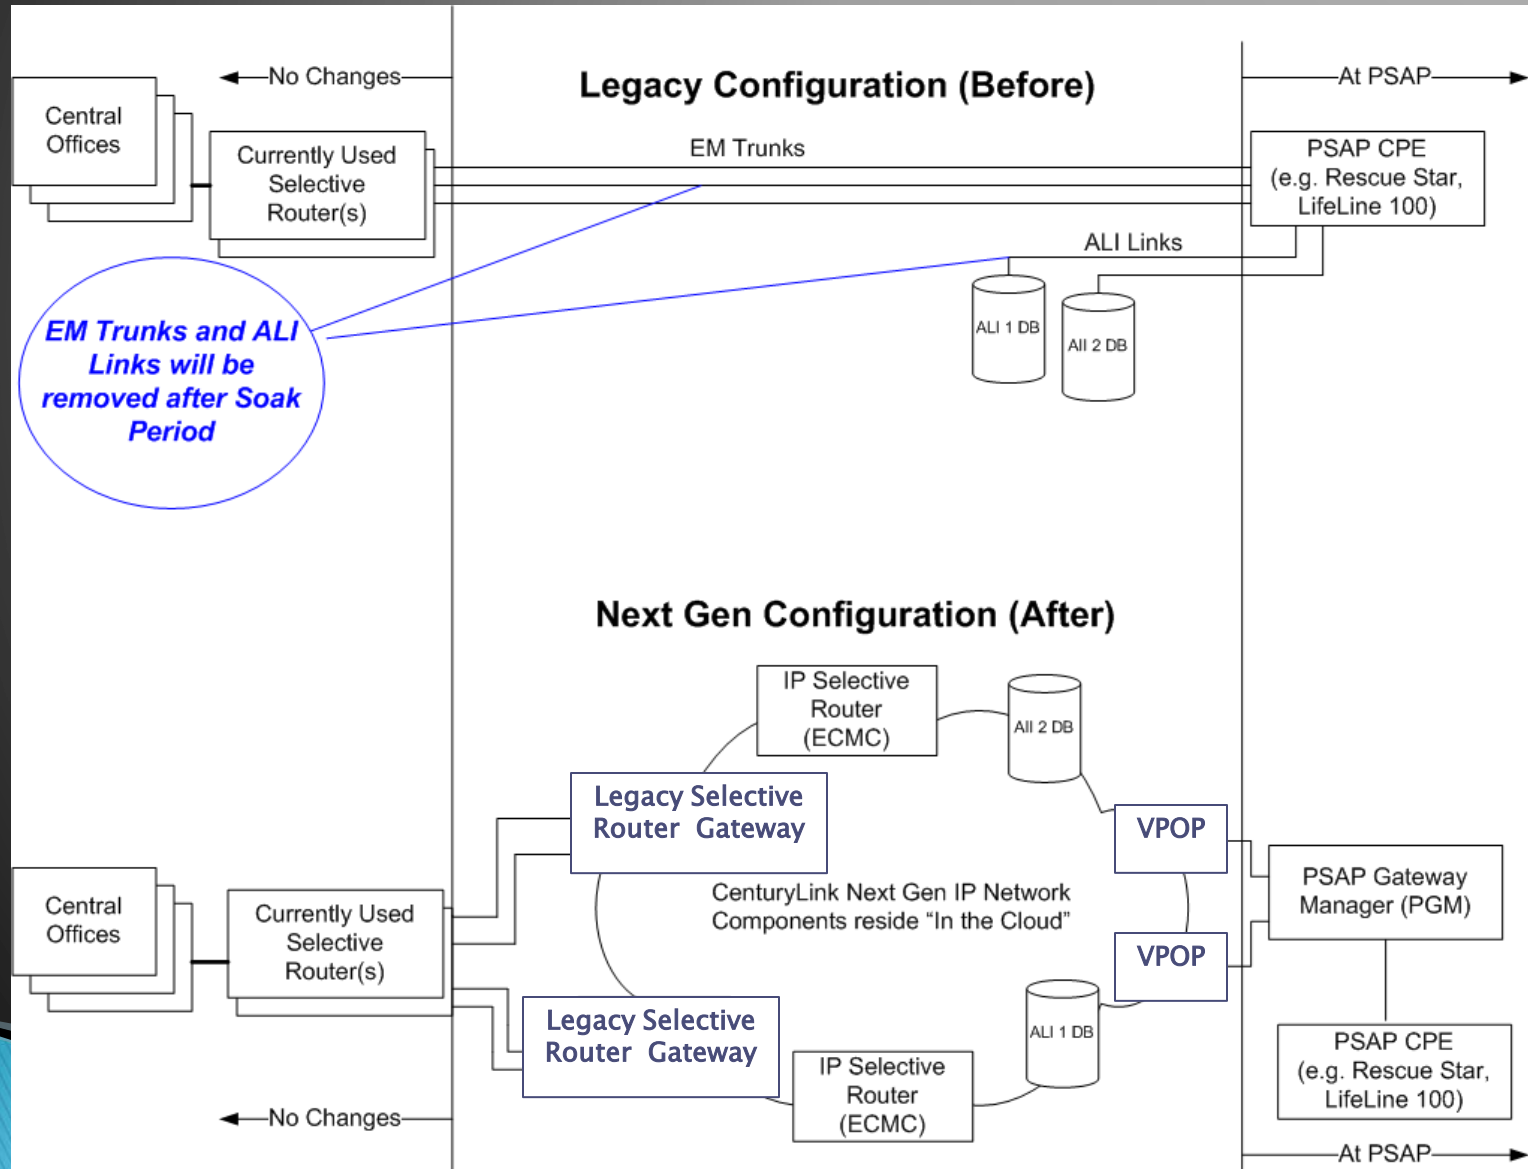 No Changes
Legacy Configuration (Before)
At PSAP
Central
Offices
Currently Used
Selective
Router(s)
EM Trunks
PSAP CPE
(e.g. Rescue Star,
LifeLine 100)
ALI Links
ALI 1 DB
All 2 DB
EM Trunks and ALI
Links will be
removed after Soak
Period
Next Gen Configuration (After)
IP Selective
Router
(ECMC)
All 2 DB
Legacy Selective
Router Gateway
VPOP
Central
Offices
Currently Used
Selective
Router(s)
CenturyLink Next Gen IP Network
Components reside “In the Cloud”
PSAP Gateway
Manager (PGM)
VPOP
Legacy Selective
Router Gateway
ALI 1 DB
IP Selective
Router
(ECMC)
PSAP CPE
(e.g. Rescue Star,
LifeLine 100)
No Changes
At PSAP